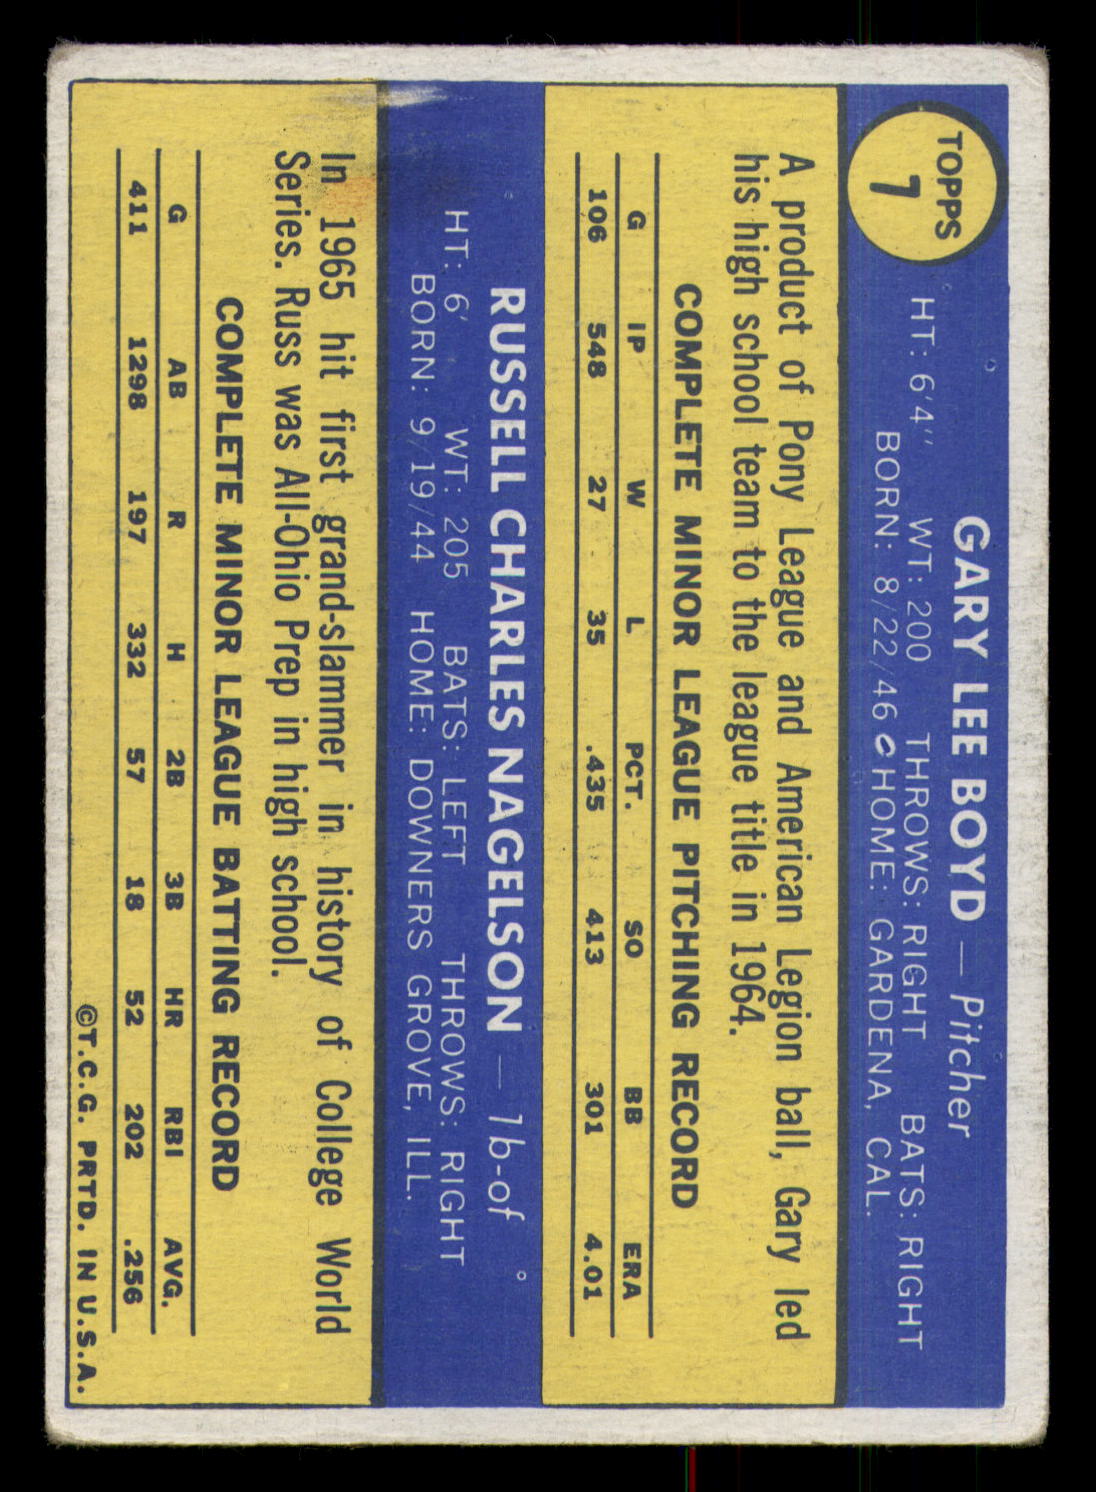 TOPPS
7
GARY LEE BOYD — Pitcher
HT: 6'4" WT: 200 THROWS: RIGHT BATS: RIGHT
BORN: 8/22/46 HOME: GARDENA, CAL.
A product of Pony League and American Legion ball, Gary led
his high school team to the league title in 1964.
COMPLETE MINOR LEAGUE PITCHING RECORD
G IP W L PCT. SO BB ERA
106 548 27 35 .435 413 301 4.01
RUSSELL CHARLES NAGELSON — 1b-of
HT: 6' WT: 205 BATS: LEFT THROWS: RIGHT
BORN: 9/19/44 HOME: DOWNERS GROVE, ILL.
In 1965 hit first grand-slammer in history of College World
Series. Russ was All-Ohio Prep in high school.
COMPLETE MINOR LEAGUE BATTING RECORD
G AB R H 2B 3B HR RBI AVG.
411 1298 197 332 57 18 52 202 .256
©T.C.G. PRTD. IN U.S.A.